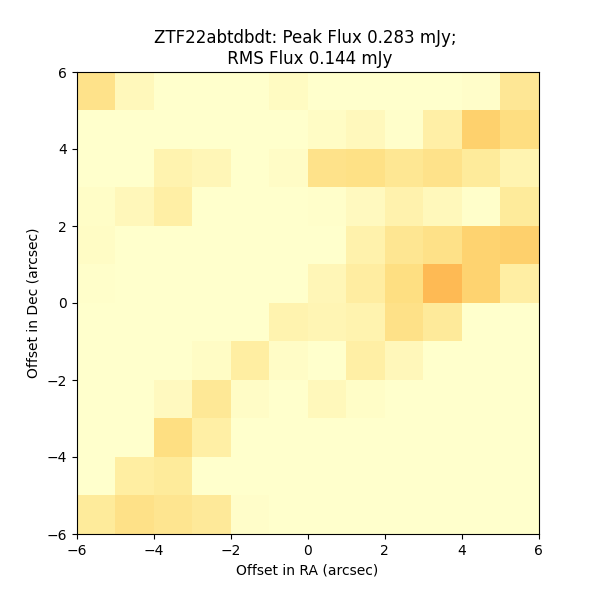 ZTF22abtdbdt: Peak Flux 0.283 mJy;
RMS Flux 0.144 mJy
6
4
2
0
−2
−4
−6
Offset in Dec (arcsec)
−6 −4 −2 0 2 4 6
Offset in RA (arcsec)